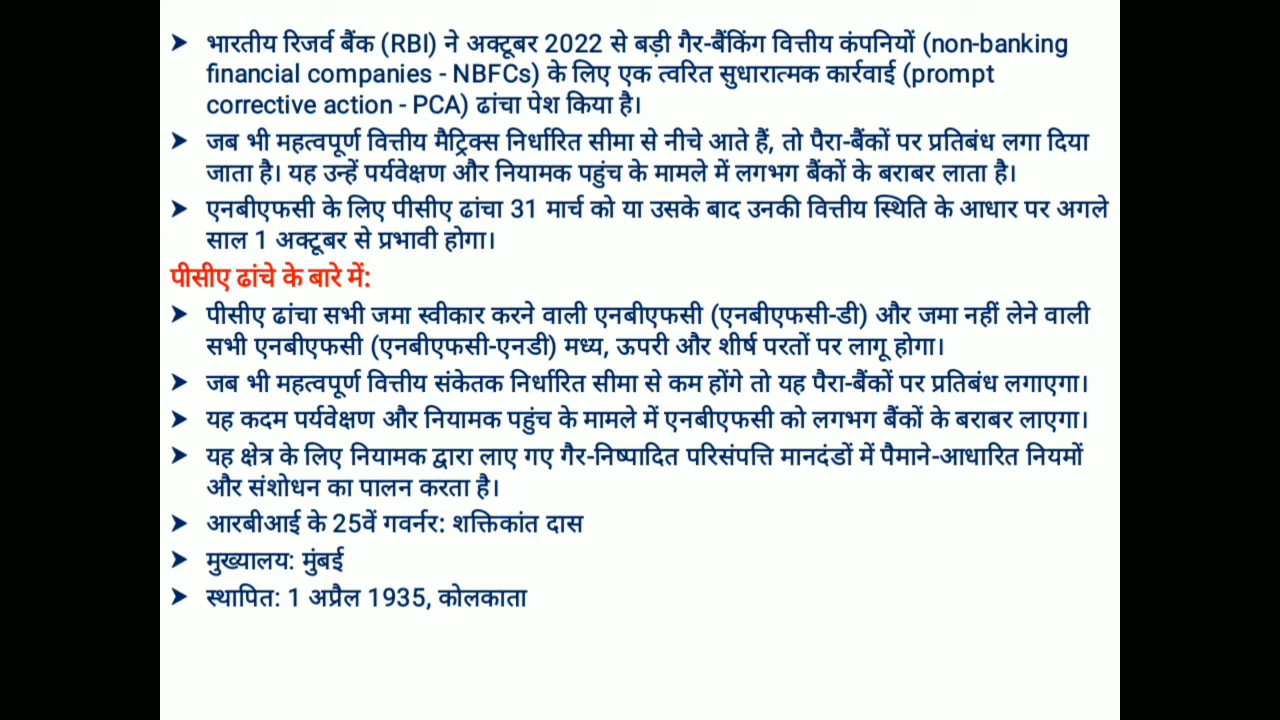 ➤ भारतीय रिजर्व बैंक (RBI) ने अक्टूबर 2022 से बड़ी गैर-बैंकिंग वित्तीय कंपनियों (non-banking
financial companies - NBFCs) के लिए एक त्वरित सुधारात्मक कार्रवाई (prompt
corrective action - PCA) ढांचा पेश किया है।
➤ जब भी महत्वपूर्ण वित्तीय मैट्रिक्स निर्धारित सीमा से नीचे आते हैं, तो पैरा-बैंकों पर प्रतिबंध लगा दिया
जाता है। यह उन्हें पर्यवेक्षण और नियामक पहुंच के मामले में लगभग बैंकों के बराबर लाता है।
➤ एनबीएफसी के लिए पीसीए ढांचा 31 मार्च को या उसके बाद उनकी वित्तीय स्थिति के आधार पर अगले
साल 1 अक्टूबर से प्रभावी होगा।
पीसीए ढांचे के बारे में:
➤ पीसीए ढांचा सभी जमा स्वीकार करने वाली एनबीएफसी (एनबीएफसी-डी) और जमा नहीं लेने वाली
सभी एनबीएफसी (एनबीएफसी-एनडी) मध्य, ऊपरी और शीर्ष परतों पर लागू होगा।
➤ जब भी महत्वपूर्ण वित्तीय संकेतक निर्धारित सीमा से कम होंगे तो यह पैरा-बैंकों पर प्रतिबंध लगाएगा।
➤ यह कदम पर्यवेक्षण और नियामक पहुंच के मामले में एनबीएफसी को लगभग बैंकों के बराबर लाएगा।
➤ यह क्षेत्र के लिए नियामक द्वारा लाए गए गैर-निष्पादित परिसंपत्ति मानदंडों में पैमाने-आधारित नियमों
और संशोधन का पालन करता है।
➤ आरबीआई के 25वें गवर्नर: शक्तिकांत दास
➤ मुख्यालय: मुंबई
➤ स्थापित: 1 अप्रैल 1935, कोलकाता